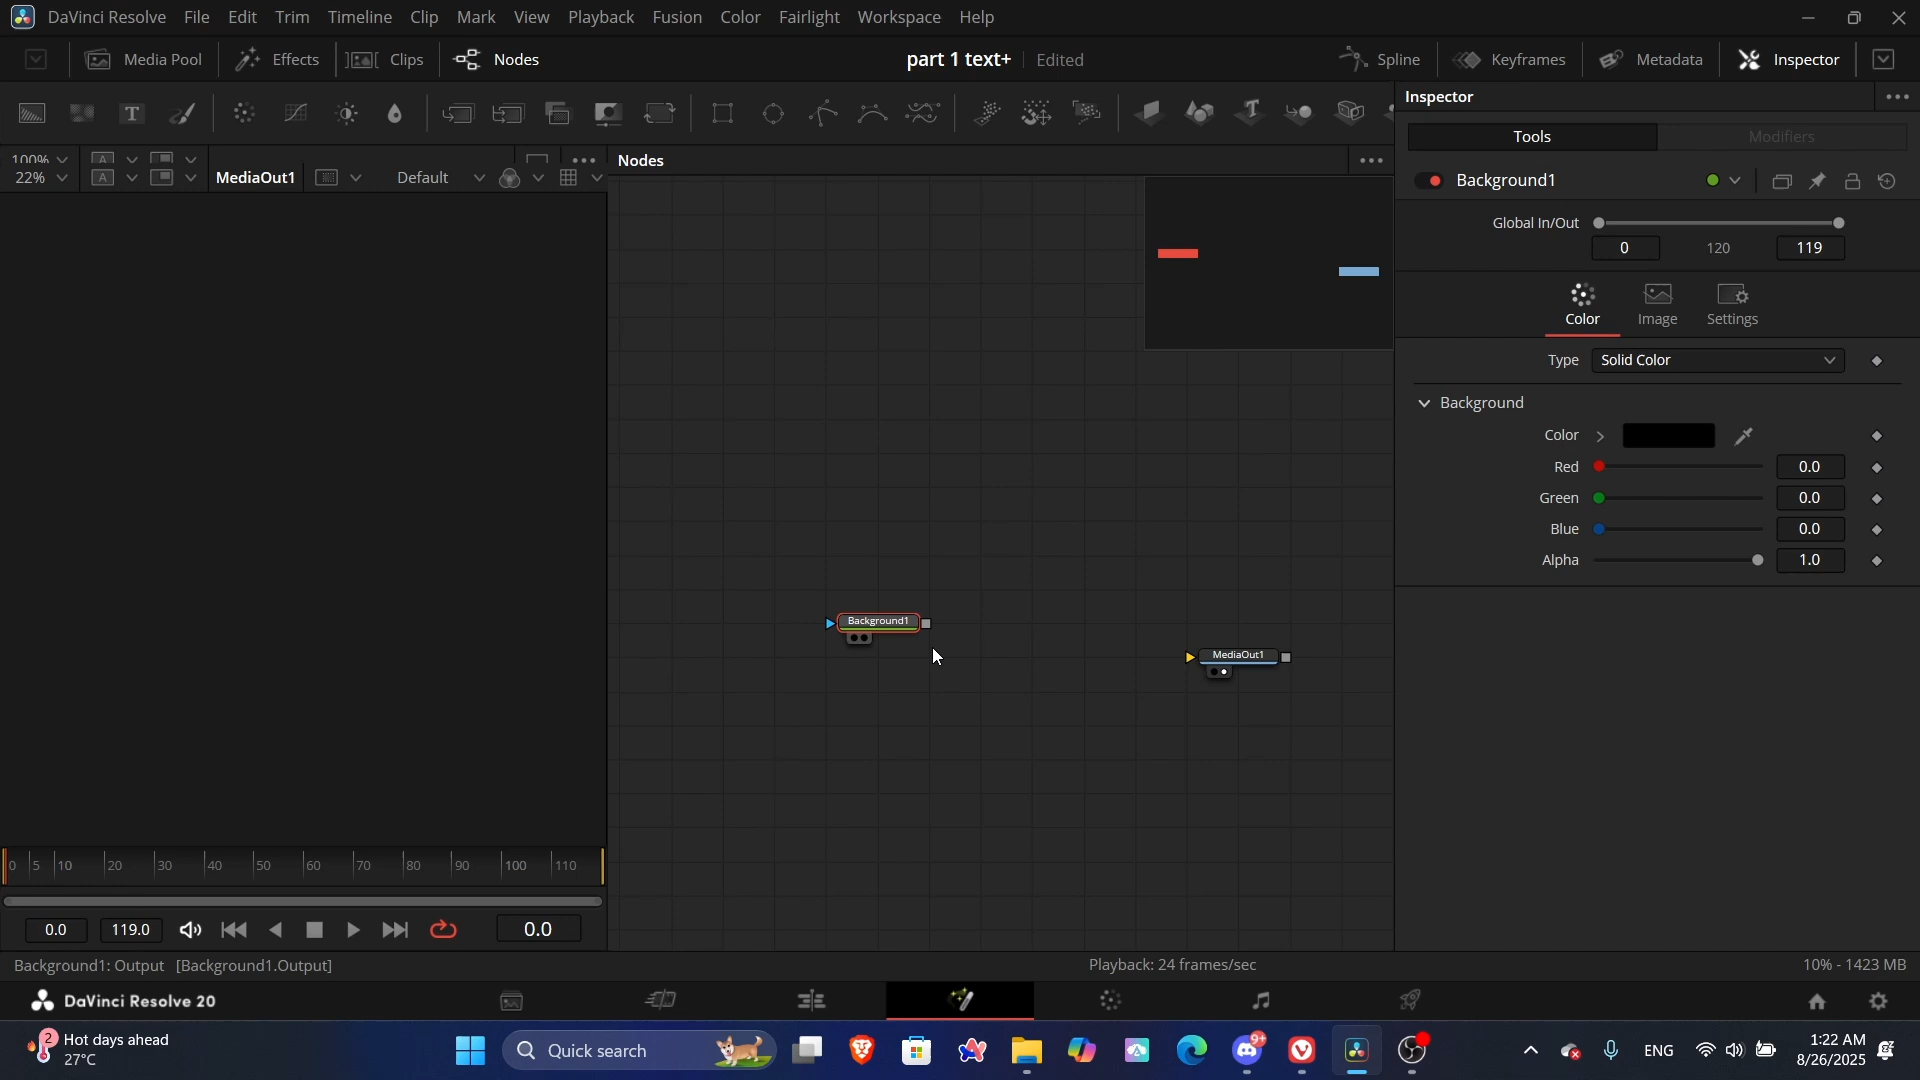 DaVinci Resolve File Edit Trim Timeline Clip Mark View Playback Fusion Color Fairlight Workspace Help
Media Pool Effects Clips Nodes part 1 text+ Edited Spline Keyframes Metadata Inspector
T
Inspector
Tools Modifiers
100% A Nodes
22% A MediaOut1 Default
Background1
Global In/Out
0 120 119
Color Image Settings
Type Solid Color
Background
Color
Red 0.0
Green 0.0
Blue 0.0
Alpha 1.0
Background1
MediaOut1
0 5 10 20 30 40 50 60 70 80 90 100 110
0.0 119.0 0.0
Background1: Output [Background1.Output] Playback: 24 frames/sec 10% - 1423 MB
DaVinci Resolve 20
2 Hot days ahead
27°C
Quick search
9+
ENG
1:22 AM
8/26/2025